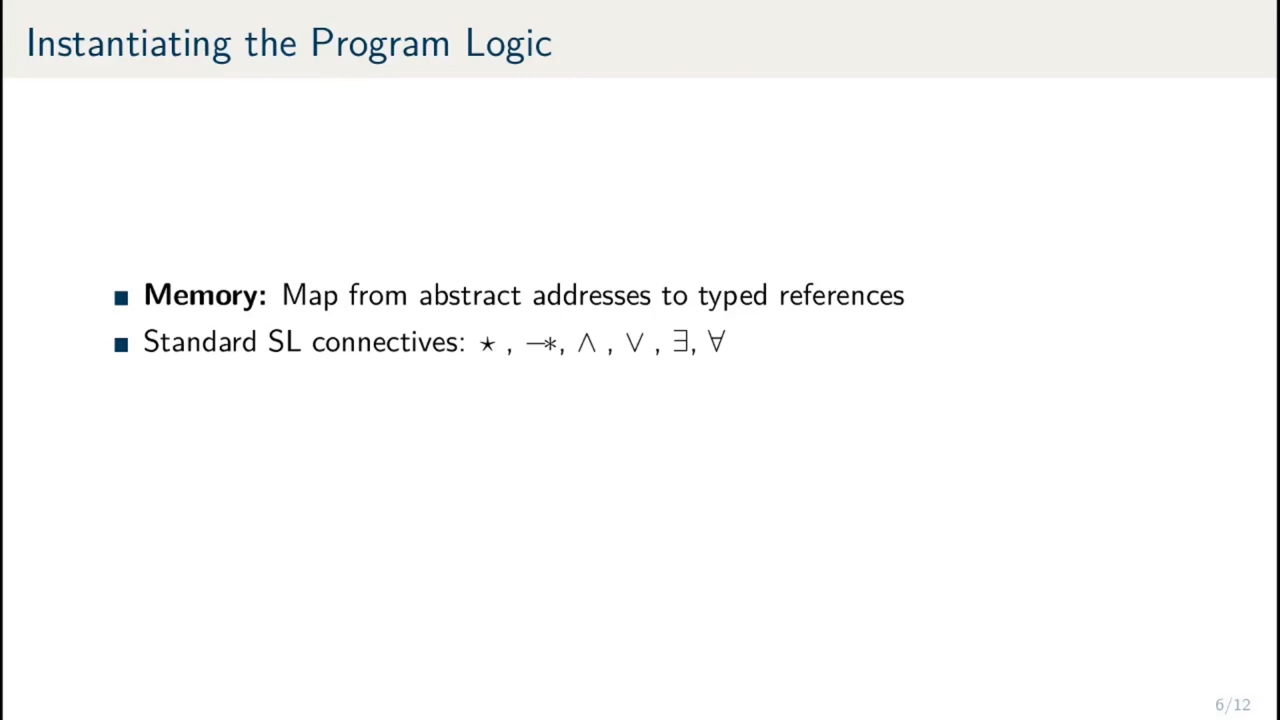 Instantiating the Program Logic
Memory: Map from abstract addresses to typed references
Standard SL connectives: ⋆ , −∗, ∧ , ∨ , ∃, ∀
6/12